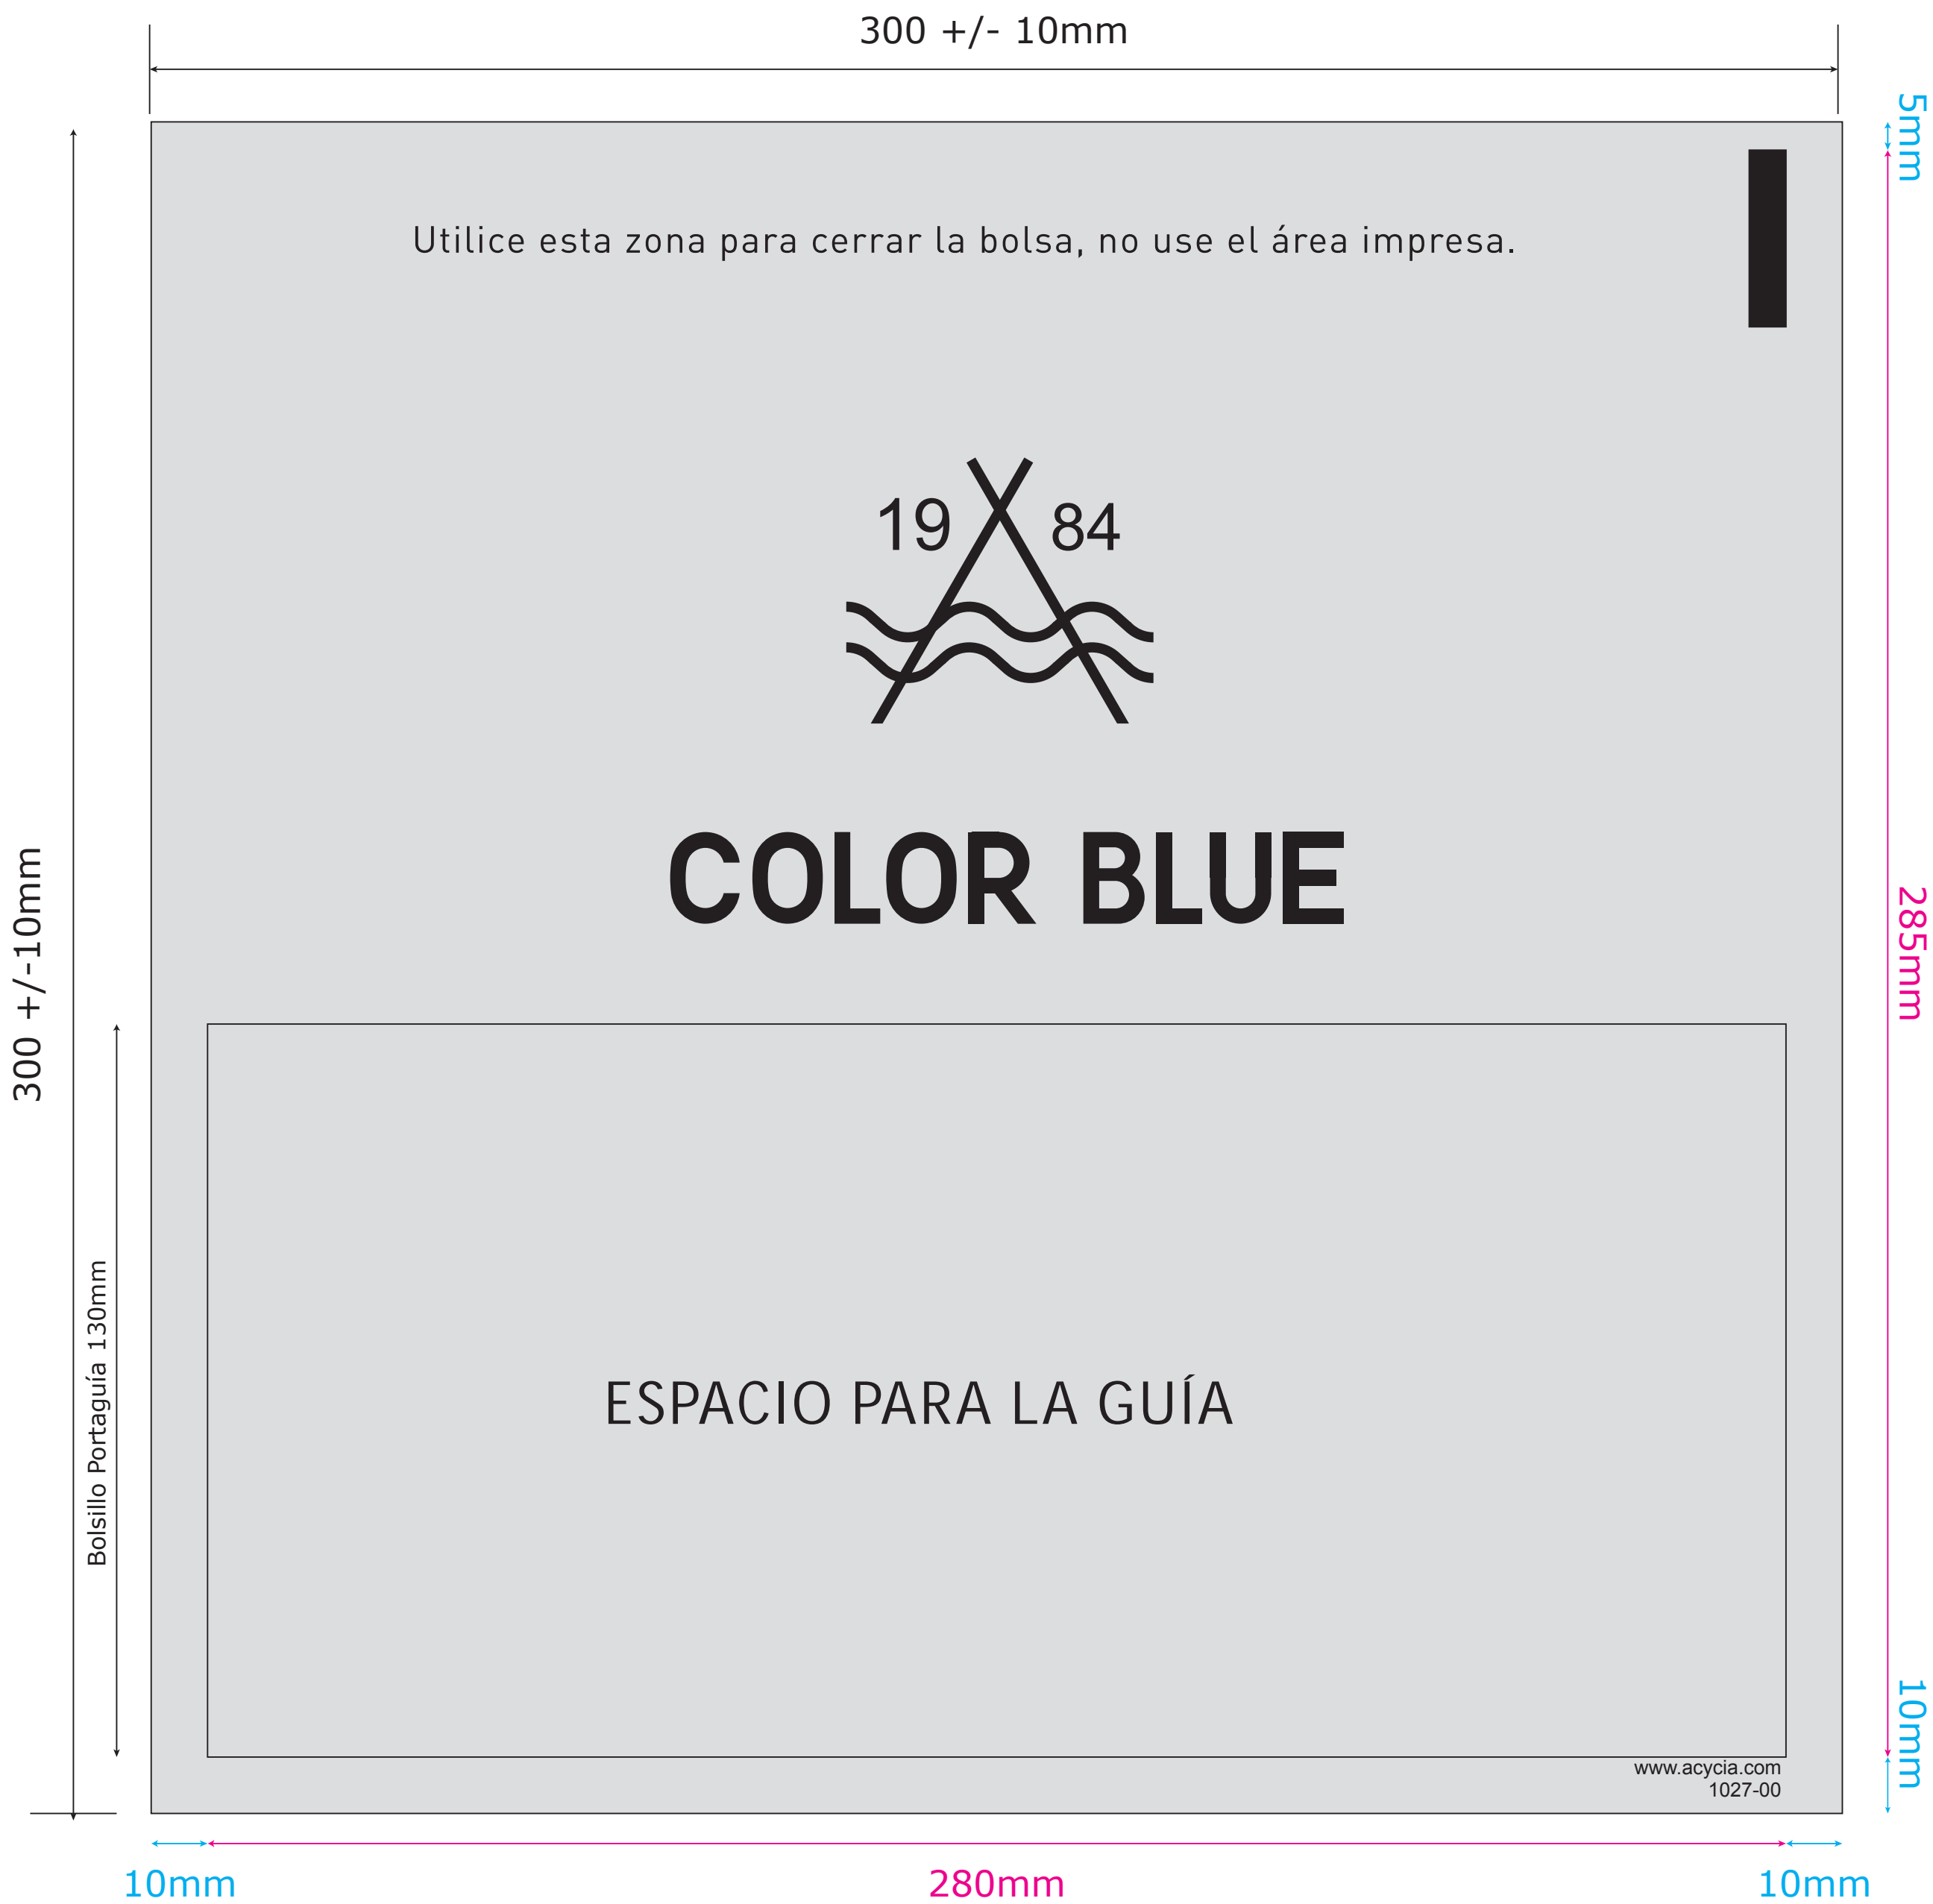 300 +/- 10mm
5mm
Utilice esta zona para cerrar la bolsa, no use el área impresa.
19 84
COLOR BLUE
300 +/-10mm
285mm
Bolsillo Portaguía 130mm
ESPACIO PARA LA GUÍA
10mm
www.acycia.com
1027-00
10mm
280mm
10mm